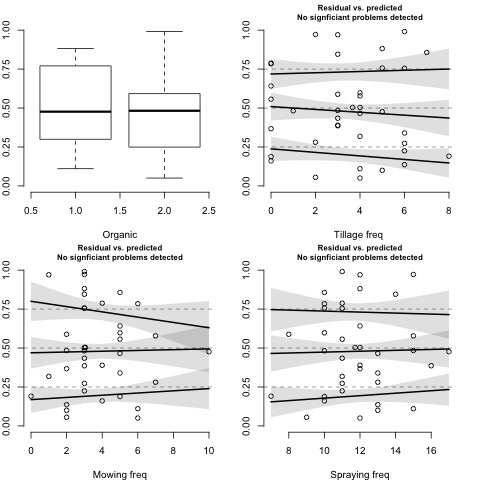 0.00 0.25 0.50 0.75 1.00
0.5 1.0 1.5 2.0 2.5
Organic
Residual vs. predicted
No signficiant problems detected
0.00 0.25 0.50 0.75 1.00
0 2 4 6 8
Tillage freq
Residual vs. predicted
No signficiant problems detected
0.00 0.25 0.50 0.75 1.00
0 2 4 6 8 10
Mowing freq
Residual vs. predicted
No signficiant problems detected
0.00 0.25 0.50 0.75 1.00
8 10 12 14 16
Spraying freq